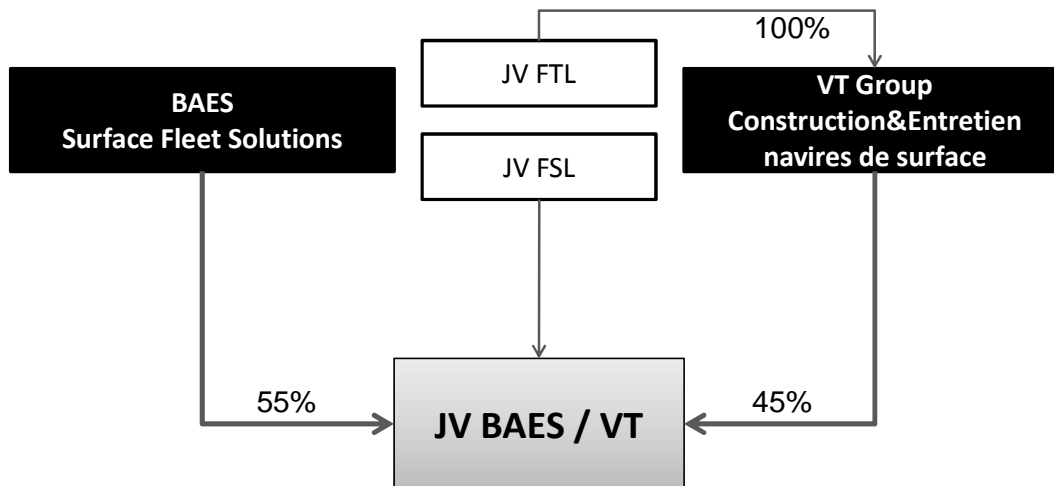 100%
JV FTL
BAES
Surface Fleet Solutions
VT Group
Construction&Entretien
navires de surface
JV FSL
55%
JV BAES / VT
45%